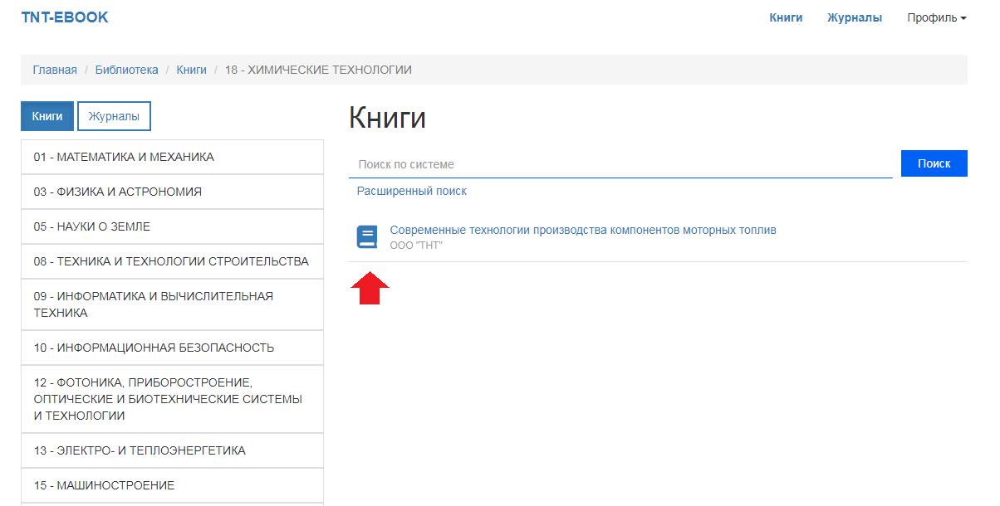 TNT-EBOOK
Книги Журналы Профиль
Главная / Библиотека / Книги / 18 - ХИМИЧЕСКИЕ ТЕХНОЛОГИИ
Книги Журналы
01 - МАТЕМАТИКА И МЕХАНИКА
03 - ФИЗИКА И АСТРОНОМИЯ
05 - НАУКИ О ЗЕМЛЕ
08 - ТЕХНИКА И ТЕХНОЛОГИИ СТРОИТЕЛЬСТВА
09 - ИНФОРМАТИКА И ВЫЧИСЛИТЕЛЬНАЯ
ТЕХНИКА
10 - ИНФОРМАЦИОННАЯ БЕЗОПАСНОСТЬ
12 - ФОТОНИКА, ПРИБОРОСТРОЕНИЕ,
ОПТИЧЕСКИЕ И БИОТЕХНИЧЕСКИЕ СИСТЕМЫ
И ТЕХНОЛОГИИ
13 - ЭЛЕКТРО- И ТЕПЛОЭНЕРГЕТИКА
15 - МАШИНОСТРОЕНИЕ
Книги
Поиск по системе
Поиск
Расширенный поиск
Современные технологии производства компонентов моторных топлив
ООО "ТНТ"